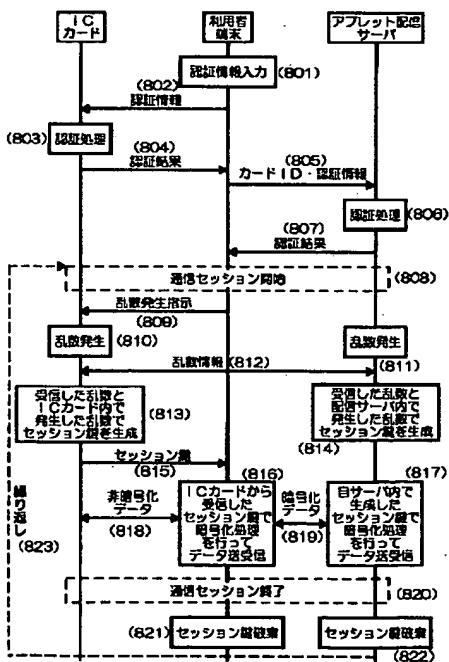 IC
カード
利用者
端末
アプレット配信
サーバ
認証情報入力
(801)
(802)
認証情報
(803)
認証処理
(804)
認証結果
(805)
カードID・認証情報
認証処理
(806)
(807)
認証結果
通信セッション開始
(808)
乱数発生指示
(809)
乱数発生
(810)
乱数発生
(811)
乱数情報
(812)
受信した乱数と
ICカード内で
発生した乱数で
セッション鍵を生成
(813)
受信した乱数と
配信サーバ内で
発生した乱数で
セッション鍵を生成
(814)
セッション鍵
(815)
(816)
ICカードから
受信した
セッション鍵で
暗号化処理
を行って
データ送受信
(817)
自サーバ内で
生成した
セッション鍵で
暗号化処理
を行って
データ送受信
非暗号化
データ
(818)
暗号化
データ
(819)
繰り返し
(823)
通信セッション終了
(820)
(821)
セッション鍵破棄
セッション鍵破棄
(822)